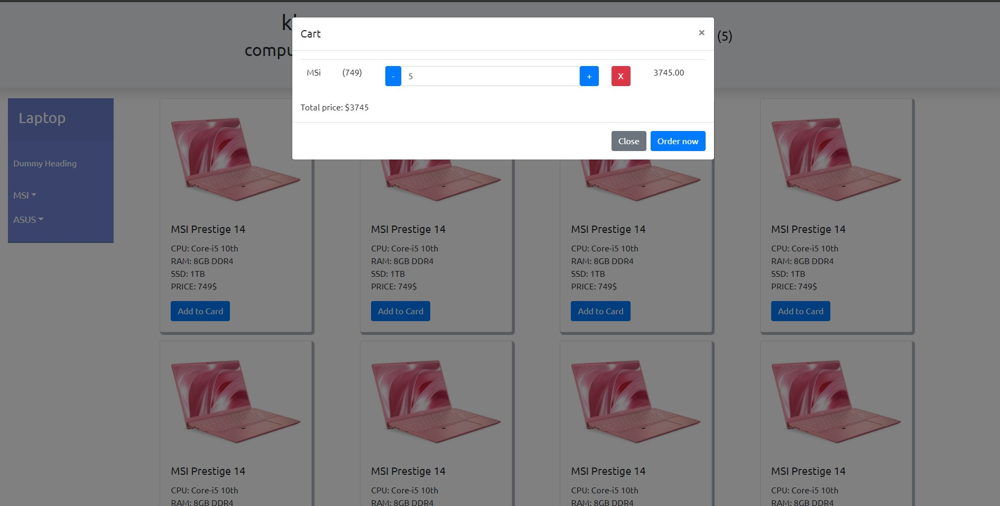 Cart ×
(5)
MSi (749) - 5 + X 3745.00
Total price: $3745
Close Order now
Laptop
Dummy Heading
MSI
ASUS
MSI Prestige 14
CPU: Core-i5 10th
RAM: 8GB DDR4
SSD: 1TB
PRICE: 749$
Add to Card
MSI Prestige 14
CPU: Core-i5 10th
RAM: 8GB DDR4
SSD: 1TB
PRICE: 749$
Add to Card
MSI Prestige 14
CPU: Core-i5 10th
RAM: 8GB DDR4
SSD: 1TB
PRICE: 749$
Add to Card
MSI Prestige 14
CPU: Core-i5 10th
RAM: 8GB DDR4
SSD: 1TB
PRICE: 749$
Add to Card
MSI Prestige 14
CPU: Core-i5 10th
RAM: 8GB DDR4
MSI Prestige 14
CPU: Core-i5 10th
RAM: 8GB DDR4
MSI Prestige 14
CPU: Core-i5 10th
RAM: 8GB DDR4
MSI Prestige 14
CPU: Core-i5 10th
RAM: 8GB DDR4